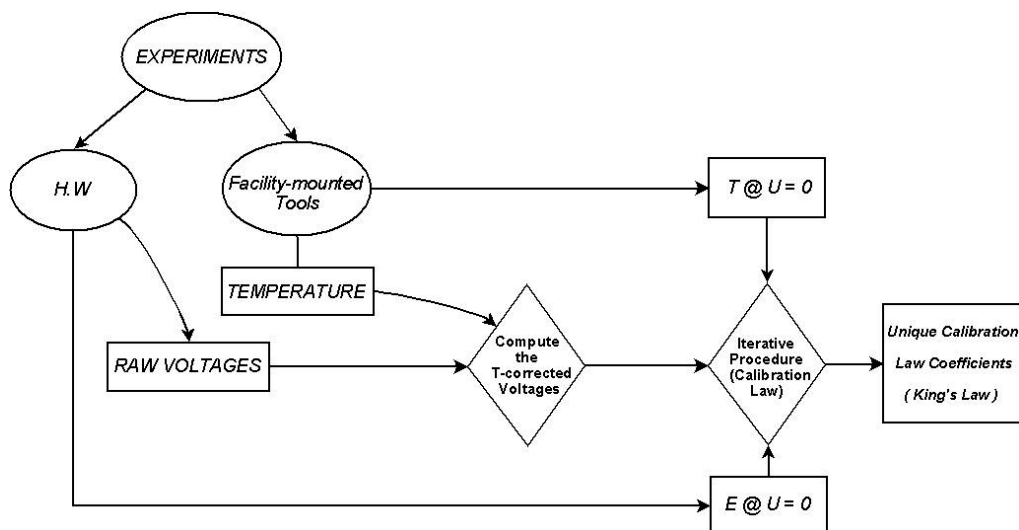 EXPERIMENTS
H.W
Facility-mounted
Tools
T @ U = 0
TEMPERATURE
RAW VOLTAGES
Compute
the
T-corrected
Voltages
Iterative
Procedure
(Calibration
Law)
Unique Calibration
Law Coefficients
( King's Law )
E @ U = 0